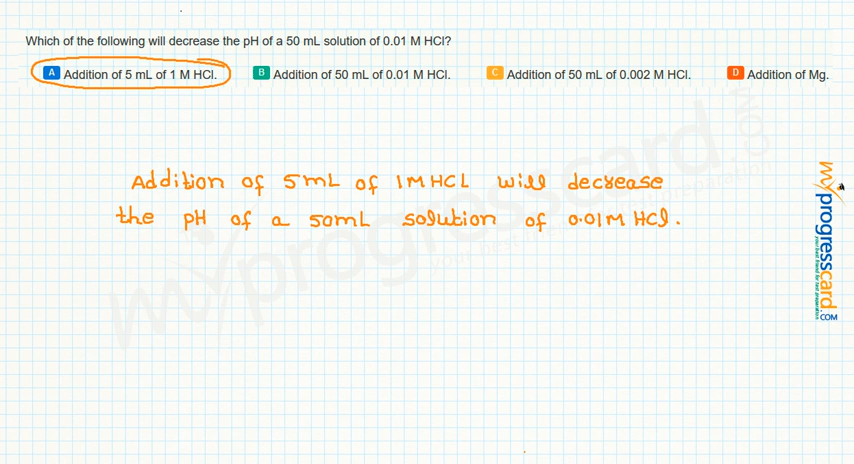 Which of the following will decrease the pH of a 50 mL solution of 0.01 M HCl?
A Addition of 5 mL of 1 M HCl. B Addition of 50 mL of 0.01 M HCl. C Addition of 50 mL of 0.002 M HCl. D Addition of Mg.
Addition of 5mL of 1M HCL will decrease
the pH of a 50mL solution of 0.01M HCl.
myprogresscard
.COM